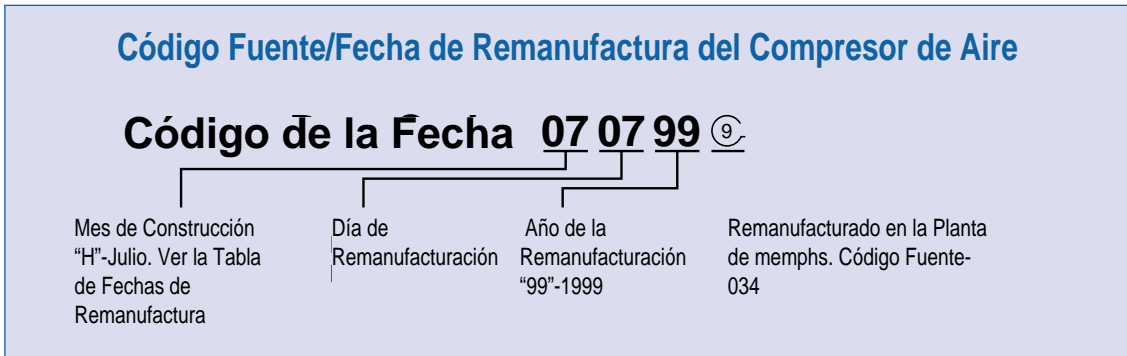 Código Fuente/Fecha de Remanufactura del Compresor de Aire
Código de la Fecha 07 07 99 9
Mes de Construcción
“H”-Julio. Ver la Tabla
de Fechas de
Remanufactura
Día de
Remanufacturación
Año de la
Remanufacturación
“99”-1999
Remanufacturado en la Planta
de memphs. Código Fuente-
034